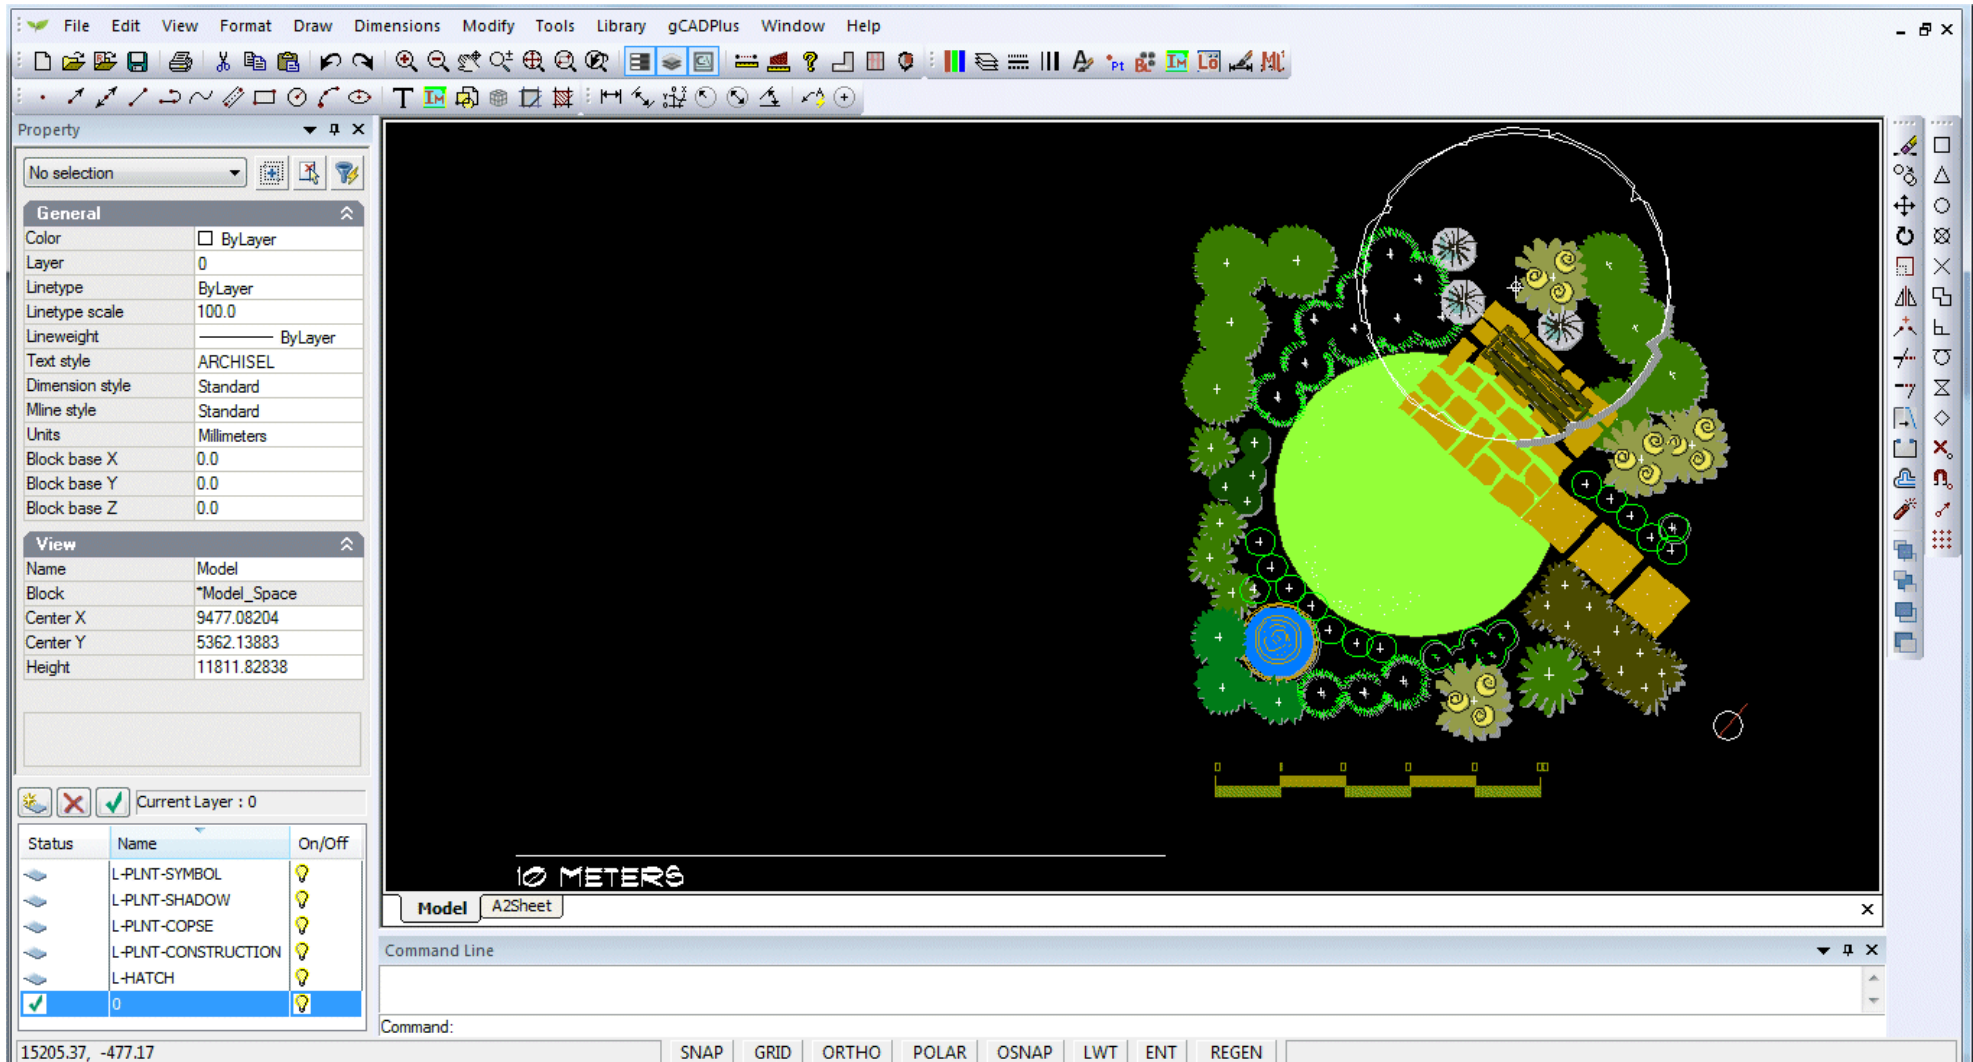 File Edit View Format Draw Dimensions Modify Tools Library gCADPlus Window Help
Property
No selection
General
Color ByLayer
Layer 0
Linetype ByLayer
Linetype scale 100.0
Lineweight ByLayer
Text style ARCHISEL
Dimension style Standard
Mline style Standard
Units Millimeters
Block base X 0.0
Block base Y 0.0
Block base Z 0.0
View
Name Model
Block *Model_Space
Center X 9477.08204
Center Y 5362.13883
Height 11811.82838
Current Layer : 0
Status Name On/Off
L-PLNT-SYMBOL
L-PLNT-SHADOW
L-PLNT-COPSE
L-PLNT-CONSTRUCTION
L-HATCH
0
10 METERS
Model A2Sheet
Command Line
Command:
15205.37, -477.17 SNAP GRID ORTHO POLAR OSNAP LWT ENT REGEN